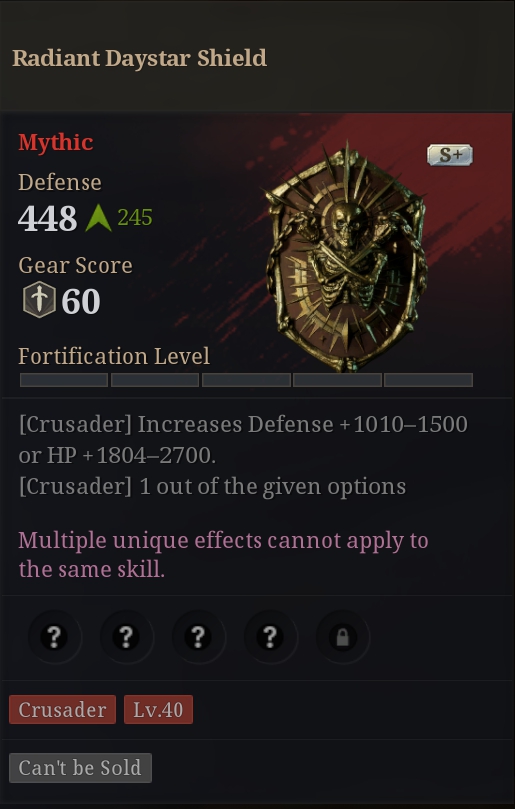 Radiant Daystar Shield
Mythic
S+
Defense
448 245
Gear Score
60
Fortification Level
[Crusader] Increases Defense +1010–1500
or HP +1804–2700.
[Crusader] 1 out of the given options
Multiple unique effects cannot apply to
the same skill.
? ? ? ?
Crusader Lv.40
Can't be Sold